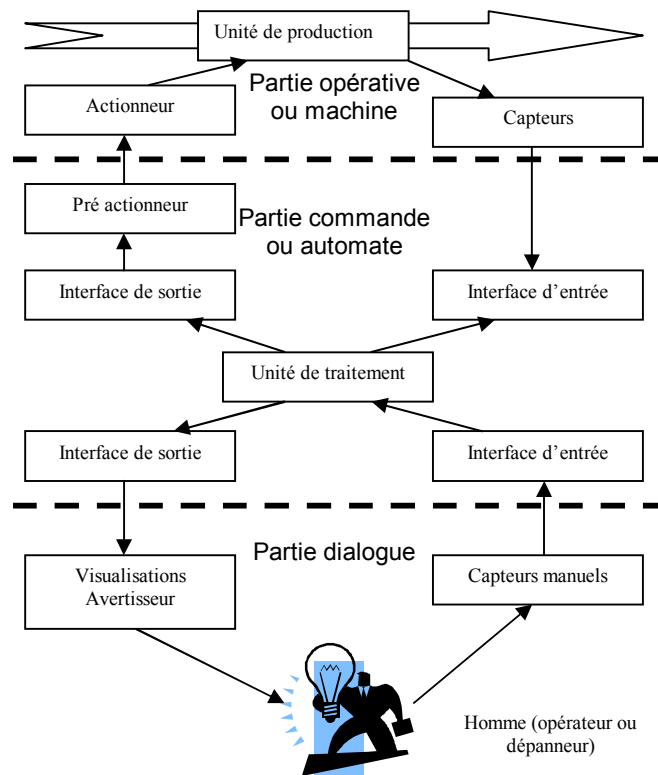 Unité de production
Partie opérative
ou machine
Actionneur
Capteurs
Pré actionneur
Partie commande
ou automate
Interface de sortie
Interface d'entrée
Unité de traitement
Interface de sortie
Interface d'entrée
Partie dialogue
Visualisations
Avertisseur
Capteurs manuels
Homme (opérateur ou
dépanneur)